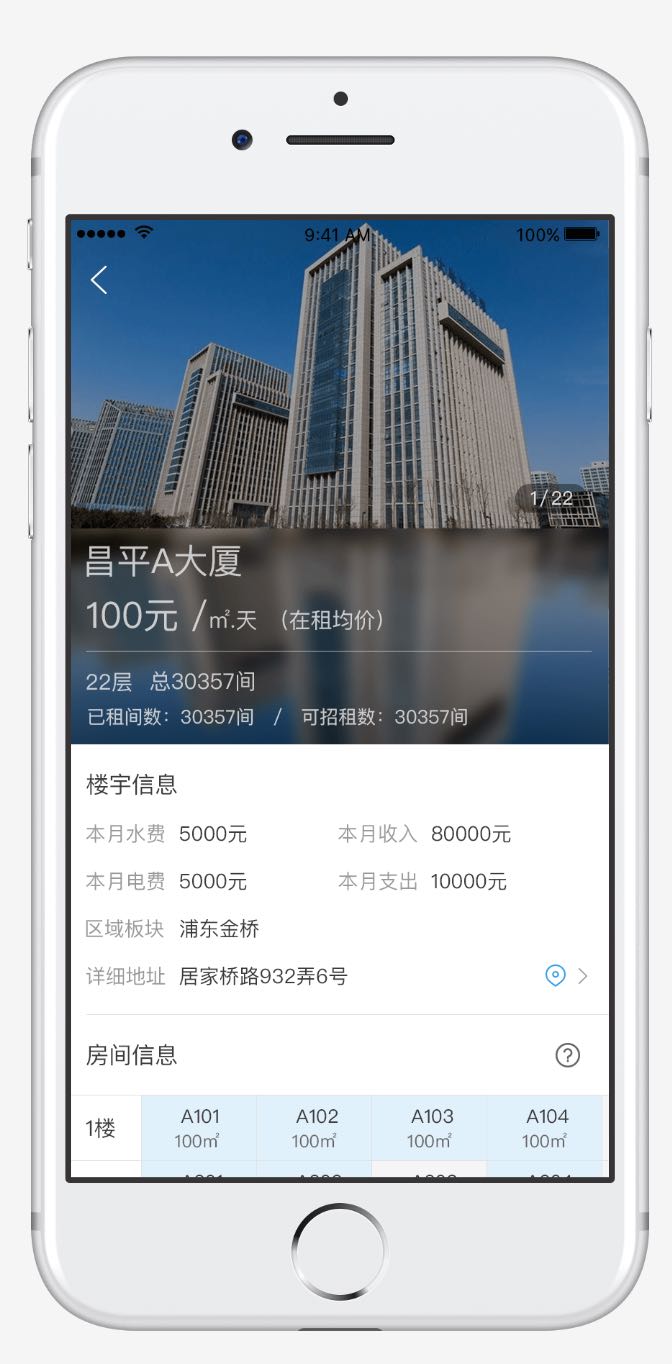 9:41 AM 100%
1/22
昌平A大厦
100元 /㎡.天 （在租均价）
22层 总30357间
已租间数：30357间 / 可招租数：30357间
楼宇信息
本月水费 5000元 本月收入 80000元
本月电费 5000元 本月支出 10000元
区域板块 浦东金桥
详细地址 居家桥路932弄6号
房间信息
A101 A102 A103 A104
1楼
100㎡ 100㎡ 100㎡ 100㎡